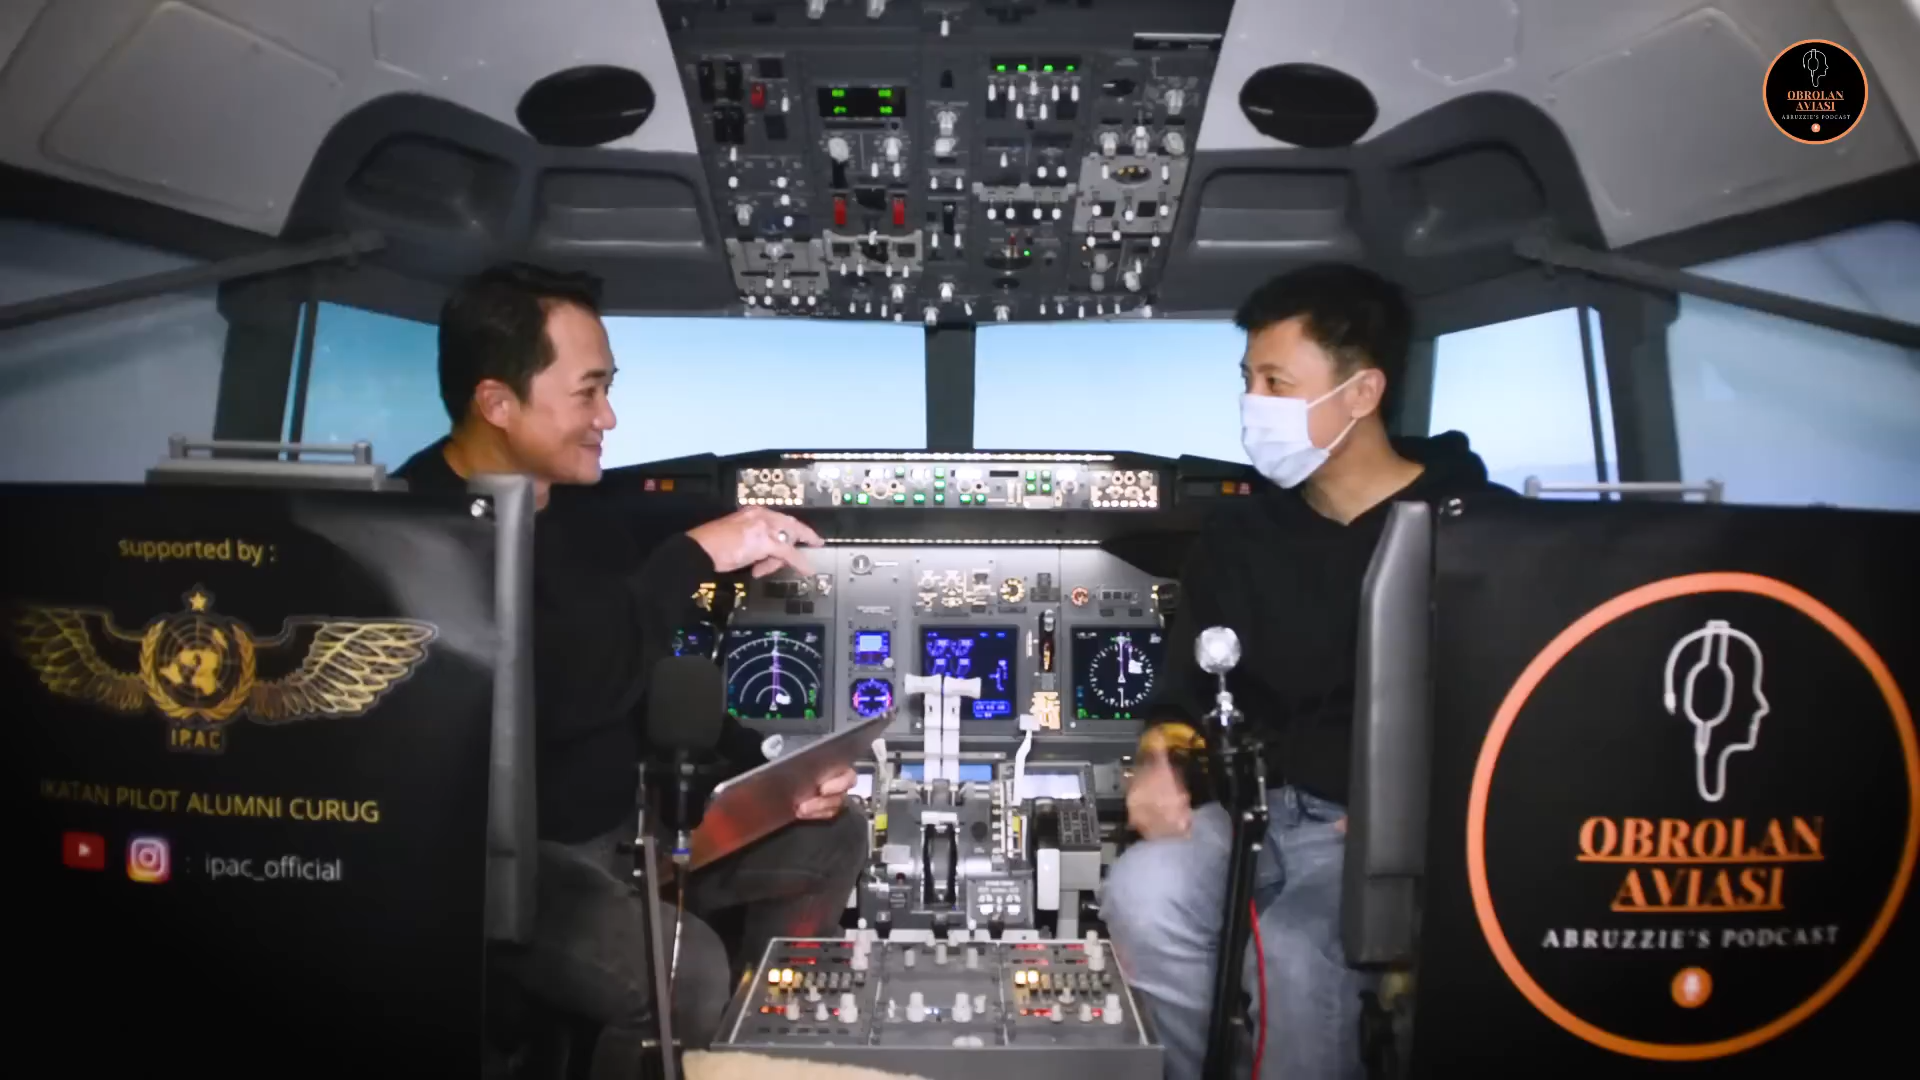 OBROLAN
AVIASI
ABRUZZIE'S PODCAST
supported by :
IPAC
IKATAN PILOT ALUMNI CURUG
: ipac_official
OBROLAN
AVIASI
ABRUZZIE'S PODCAST